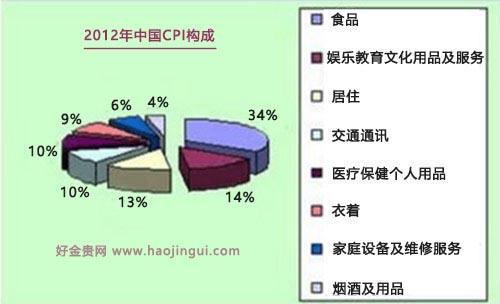 2012年中国CPI构成
34%
14%
13%
10%
10%
9%
6%
4%
好金贵网 www.haojingui.com
食品
娱乐教育文化用品及服务
居住
交通通讯
医疗保健个人用品
衣着
家庭设备及维修服务
烟酒及用品